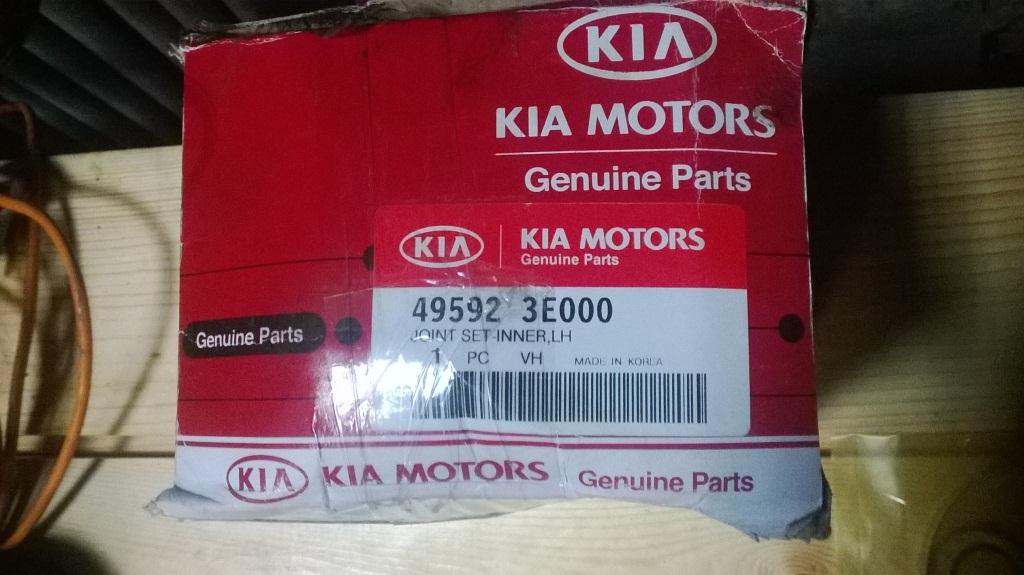 KIA
KIA MOTORS
Genuine Parts
KIA KIA MOTORS
Genuine Parts
49592 3E000
JOINT SET-INNER,LH
1 PC VH MADE IN KOREA
Genuine Parts
KIA KIA MOTORS Genuine Parts